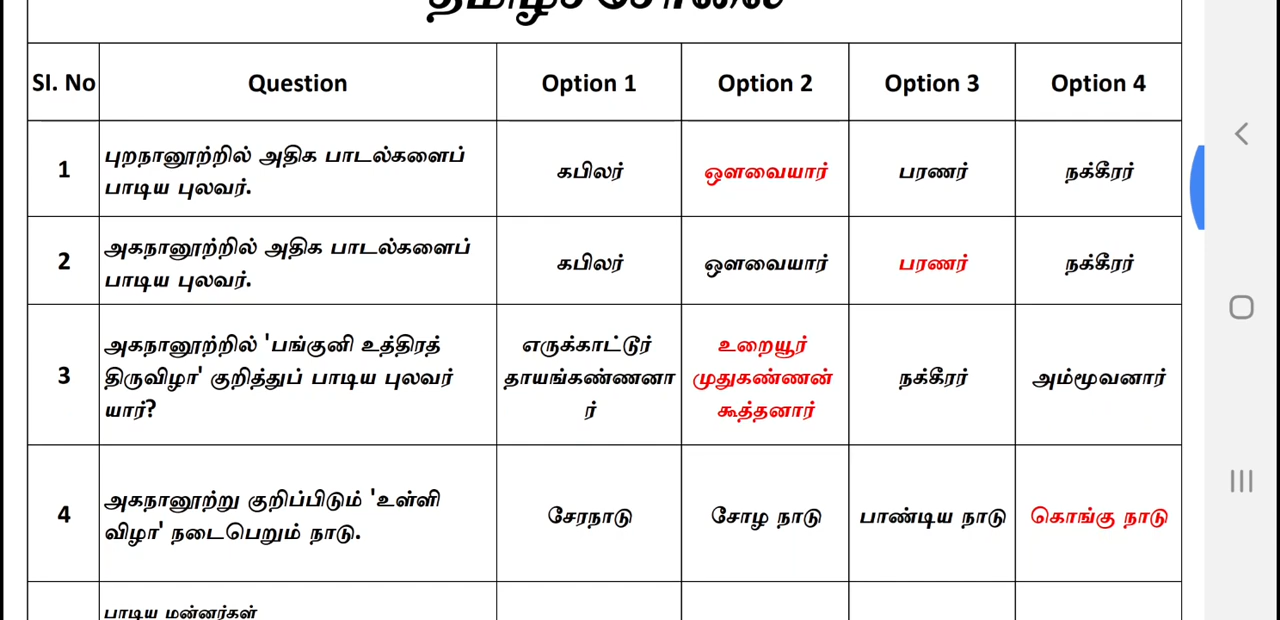 தமிழ்ச் சோலை
Sl. No
Question
Option 1
Option 2
Option 3
Option 4
1
புறநானூற்றில் அதிக பாடல்களைப்
பாடிய புலவர்.
கபிலர்
ஔவையார்
பரணர்
நக்கீரர்
2
அகநானூற்றில் அதிக பாடல்களைப்
பாடிய புலவர்.
கபிலர்
ஔவையார்
பரணர்
நக்கீரர்
3
அகநானூற்றில் 'பங்குனி உத்திரத்
திருவிழா' குறித்துப் பாடிய புலவர்
யார்?
எருக்காட்டூர்
தாயங்கண்ணனா
ர்
உறையூர்
முதுகண்ணன்
கூத்தனார்
நக்கீரர்
அம்மூவனார்
4
அகநானூற்று குறிப்பிடும் 'உள்ளி
விழா' நடைபெறும் நாடு.
சேரநாடு
சோழ நாடு
பாண்டிய நாடு
கொங்கு நாடு
பாடிய மன்னர்கள்